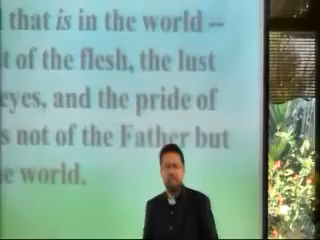 that is in the world –
of the flesh, the lust
eyes, and the pride of
s not of the Father but
world.